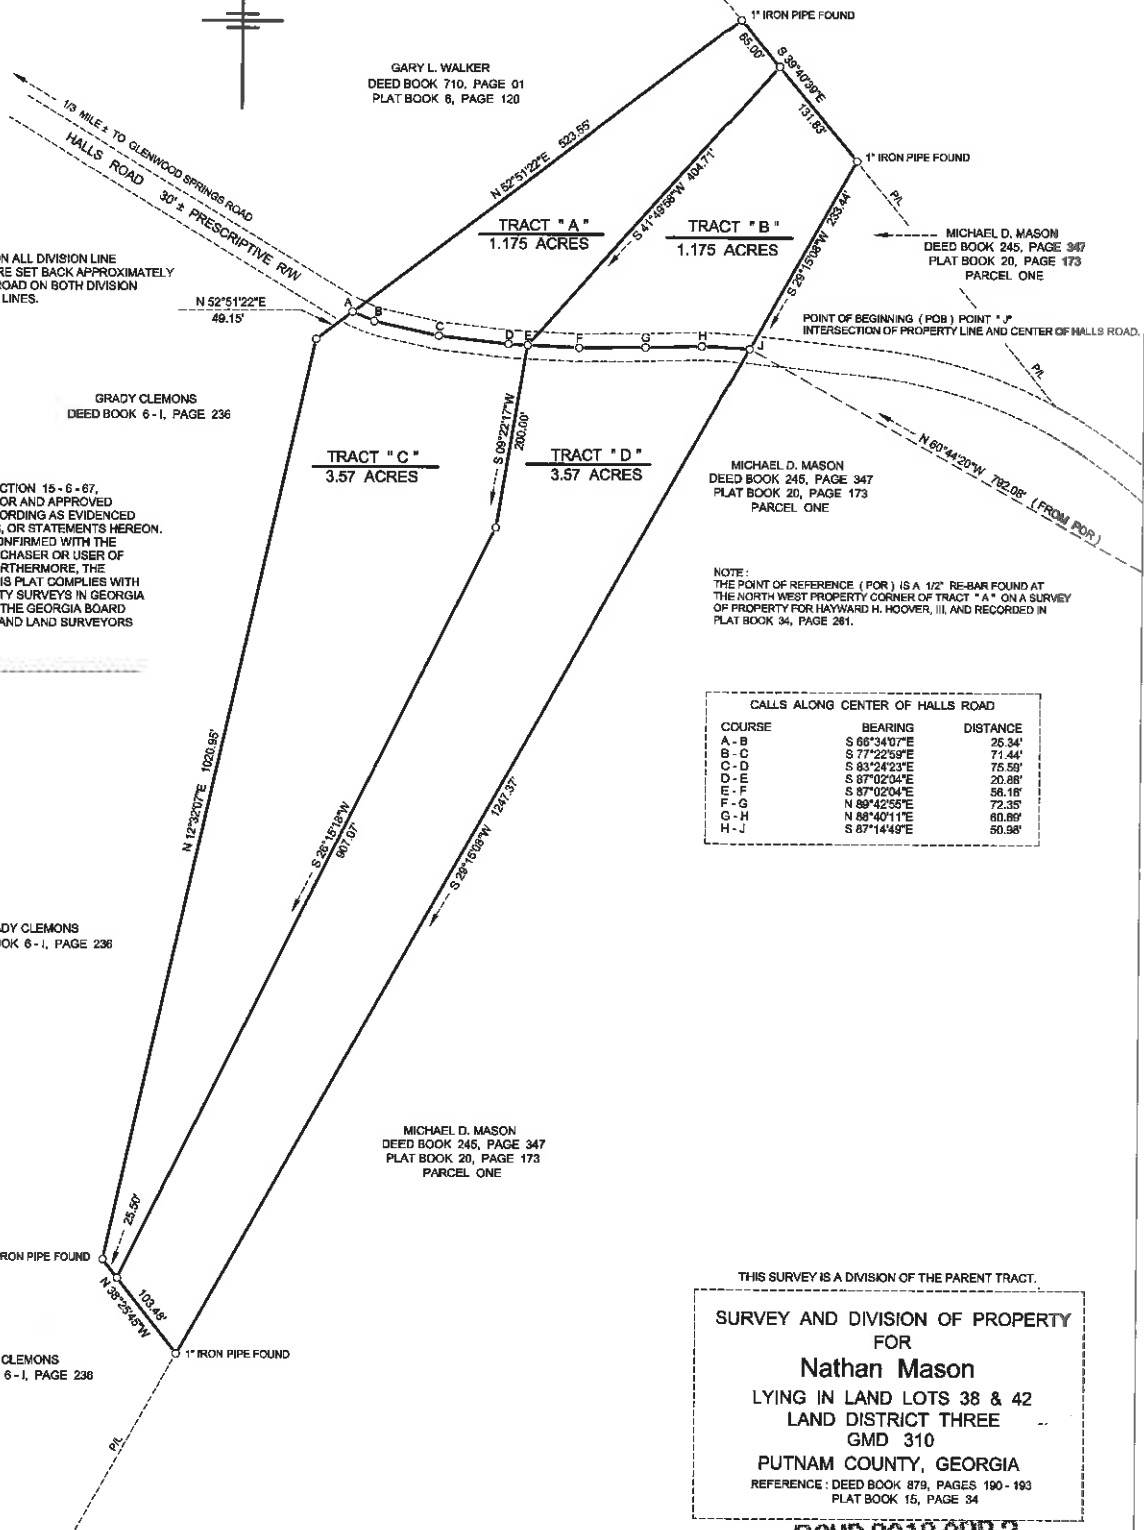 1" IRON PIPE FOUND
65.00'
S 39°40'39"E
131.83'
GARY L. WALKER
DEED BOOK 710, PAGE 01
PLAT BOOK 6, PAGE 120
1/3 MILE ± TO GLENWOOD SPRINGS ROAD
HALLS ROAD 30' ± PRESCRIPTIVE R/W
N 52°51'22"E 523.55'
S 41°49'58"W 404.71'
1" IRON PIPE FOUND
P/L
TRACT "A"
1.175 ACRES
TRACT "B"
1.175 ACRES
S 29°15'08"W 233.44'
MICHAEL D. MASON
DEED BOOK 245, PAGE 347
PLAT BOOK 20, PAGE 173
PARCEL ONE
N ALL DIVISION LINE
RE SET BACK APPROXIMATELY
ROAD ON BOTH DIVISION
LINES.
N 52°51'22"E
49.15'
A
B
C
D
E
F
G
H
J
POINT OF BEGINNING ( POB ) POINT "J"
INTERSECTION OF PROPERTY LINE AND CENTER OF HALLS ROAD.
P/L
GRADY CLEMONS
DEED BOOK 6-I, PAGE 236
TRACT "C"
3.57 ACRES
S 09°22'17"W
200.00'
TRACT "D"
3.57 ACRES
MICHAEL D. MASON
DEED BOOK 245, PAGE 347
PLAT BOOK 20, PAGE 173
PARCEL ONE
N 60°44'20"W 792.08' ( FROM POR )
CTION 15-6-67,
OR AND APPROVED
ORDING AS EVIDENCED
, OR STATEMENTS HEREON.
ONFIRMED WITH THE
CHASER OR USER OF
RTHERMORE, THE
IS PLAT COMPLIES WITH
TY SURVEYS IN GEORGIA
THE GEORGIA BOARD
AND LAND SURVEYORS
NOTE:
THE POINT OF REFERENCE ( POR ) IS A 1/2" RE-BAR FOUND AT
THE NORTH WEST PROPERTY CORNER OF TRACT "A" ON A SURVEY
OF PROPERTY FOR HAYWARD H. HOOVER, III, AND RECORDED IN
PLAT BOOK 34, PAGE 261.
CALLS ALONG CENTER OF HALLS ROAD
COURSE BEARING DISTANCE
A - B S 66°34'07"E 25.34'
B - C S 77°22'59"E 71.44'
C - D S 83°24'23"E 75.59'
D - E S 87°02'04"E 20.88'
E - F S 87°02'04"E 56.16'
F - G N 89°42'55"E 72.35'
G - H N 88°40'11"E 60.89'
H - J S 87°14'49"E 50.98'
N 12°32'07"E 1020.95'
S 26°15'18"W
907.07'
S 29°15'08"W 1247.37'
DY CLEMONS
OK 6-I, PAGE 236
MICHAEL D. MASON
DEED BOOK 245, PAGE 347
PLAT BOOK 20, PAGE 173
PARCEL ONE
25.50'
RON PIPE FOUND
N 38°25'45"W
103.48'
1" IRON PIPE FOUND
CLEMONS
6-I, PAGE 236
P/L
THIS SURVEY IS A DIVISION OF THE PARENT TRACT.
SURVEY AND DIVISION OF PROPERTY
FOR
Nathan Mason
LYING IN LAND LOTS 38 & 42
LAND DISTRICT THREE
GMD 310
PUTNAM COUNTY, GEORGIA
REFERENCE: DEED BOOK 879, PAGES 190-193
PLAT BOOK 15, PAGE 34